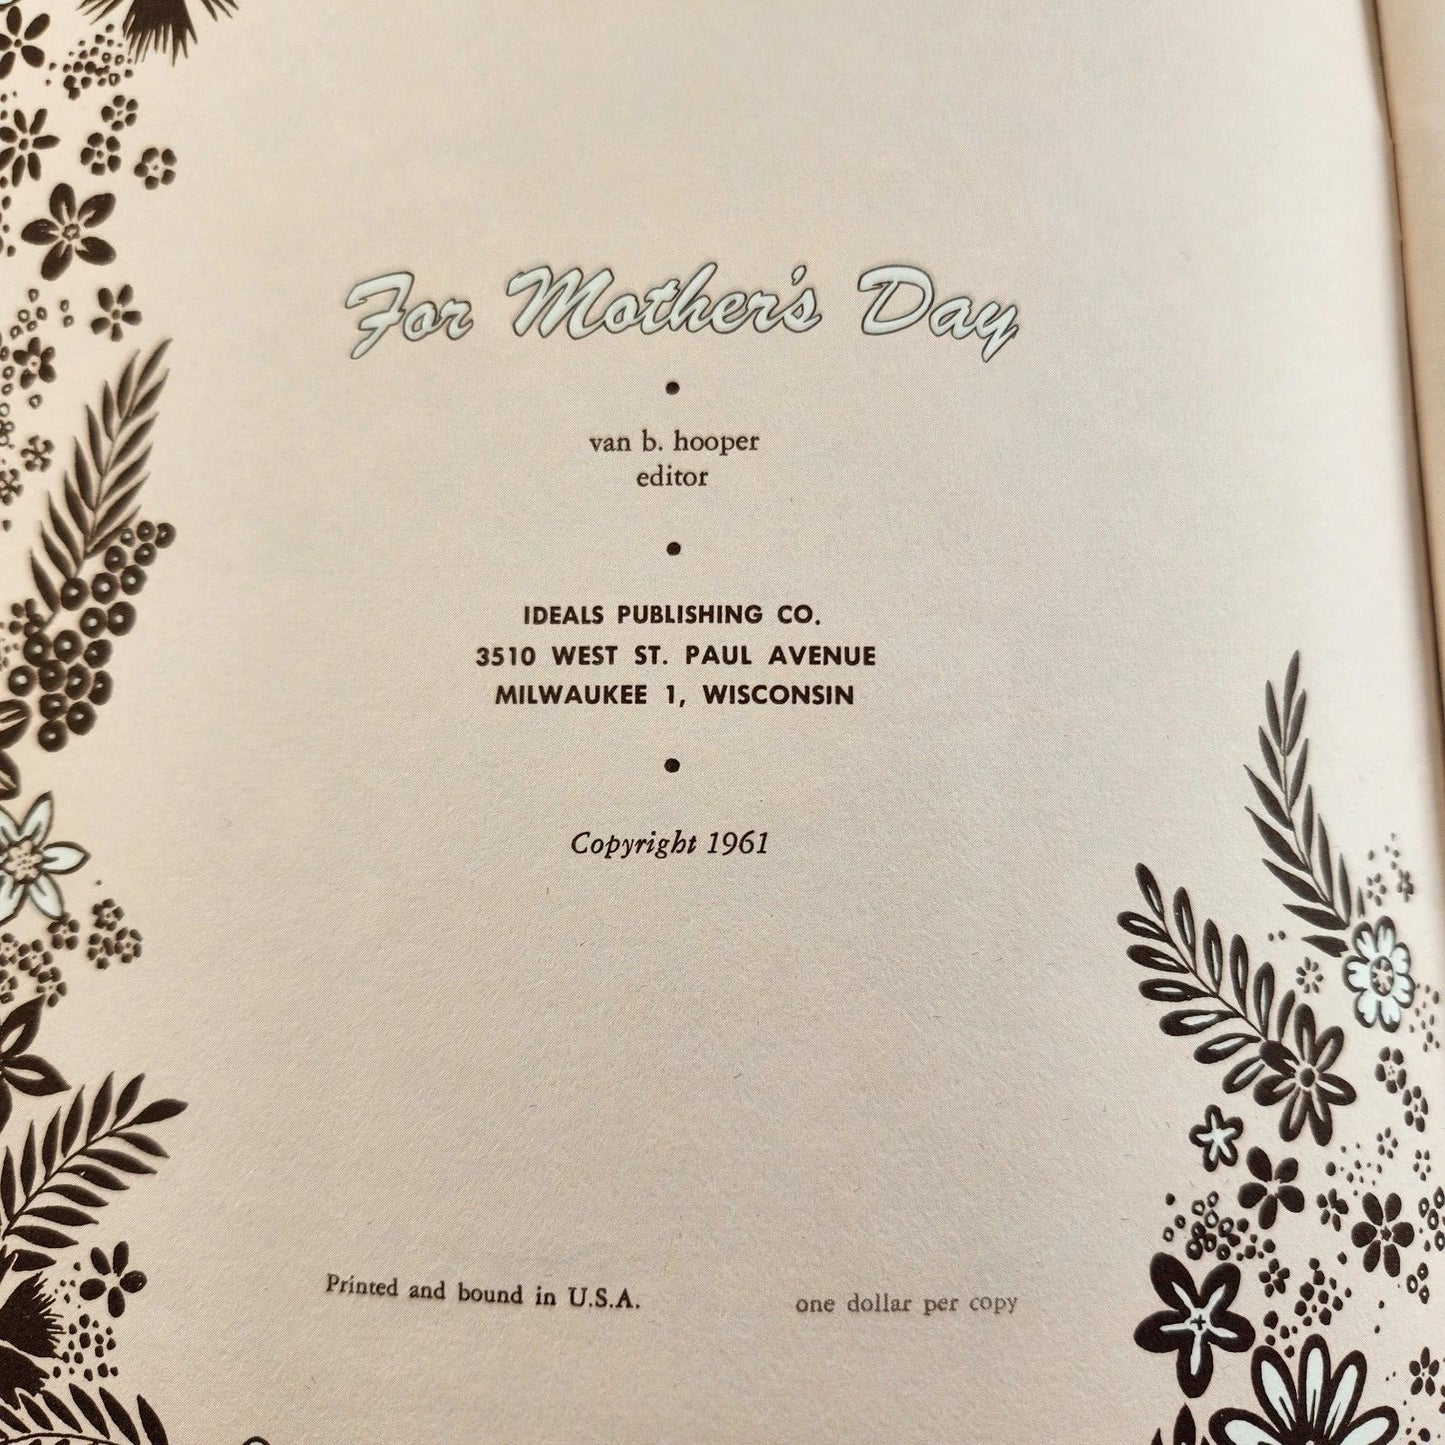 For Mother's Day
van b. hooper
editor
IDEALS PUBLISHING CO.
3510 WEST ST. PAUL AVENUE
MILWAUKEE 1, WISCONSIN
Copyright 1961
Printed and bound in U.S.A.
one dollar per copy